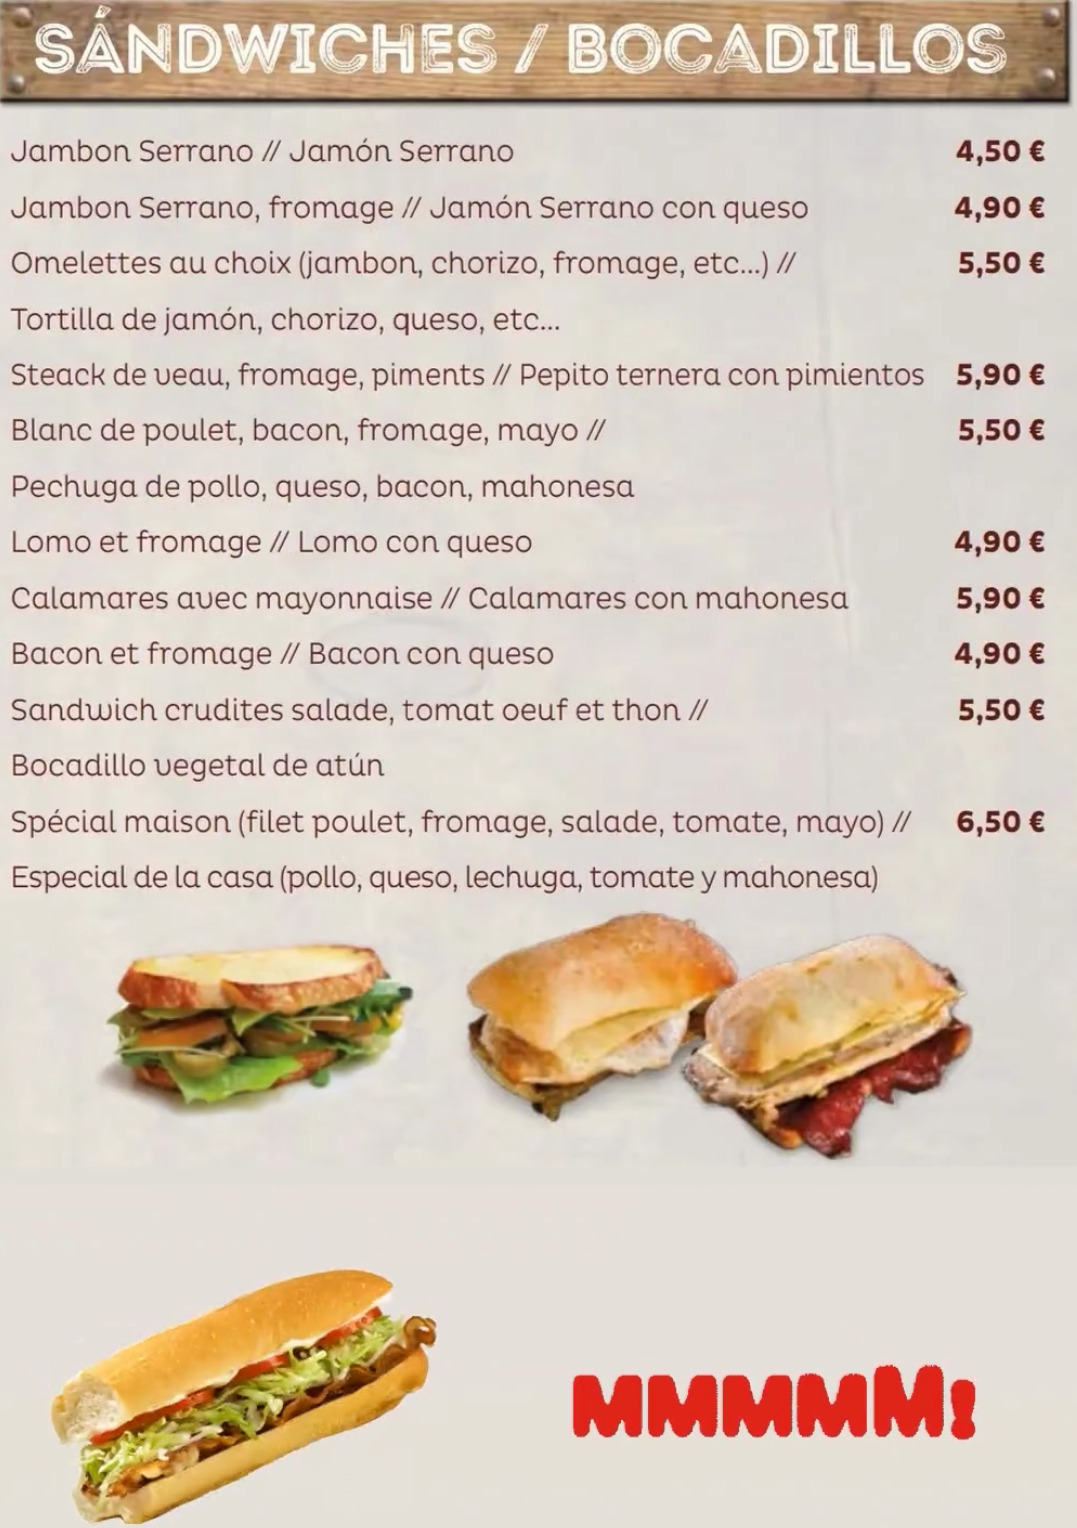 SÁNDWICHES / BOCADILLOS
Jambon Serrano // Jamón Serrano 4,50 €
Jambon Serrano, fromage // Jamón Serrano con queso 4,90 €
Omelettes au choix (jambon, chorizo, fromage, etc...) // 5,50 €
Tortilla de jamón, chorizo, queso, etc...
Steack de veau, fromage, piments // Pepito ternera con pimientos 5,90 €
Blanc de poulet, bacon, fromage, mayo // 5,50 €
Pechuga de pollo, queso, bacon, mahonesa
Lomo et fromage // Lomo con queso 4,90 €
Calamares avec mayonnaise // Calamares con mahonesa 5,90 €
Bacon et fromage // Bacon con queso 4,90 €
Sandwich crudites salade, tomat oeuf et thon // 5,50 €
Bocadillo vegetal de atún
Spécial maison (filet poulet, fromage, salade, tomate, mayo) // 6,50 €
Especial de la casa (pollo, queso, lechuga, tomate y mahonesa)
MMMMMM!